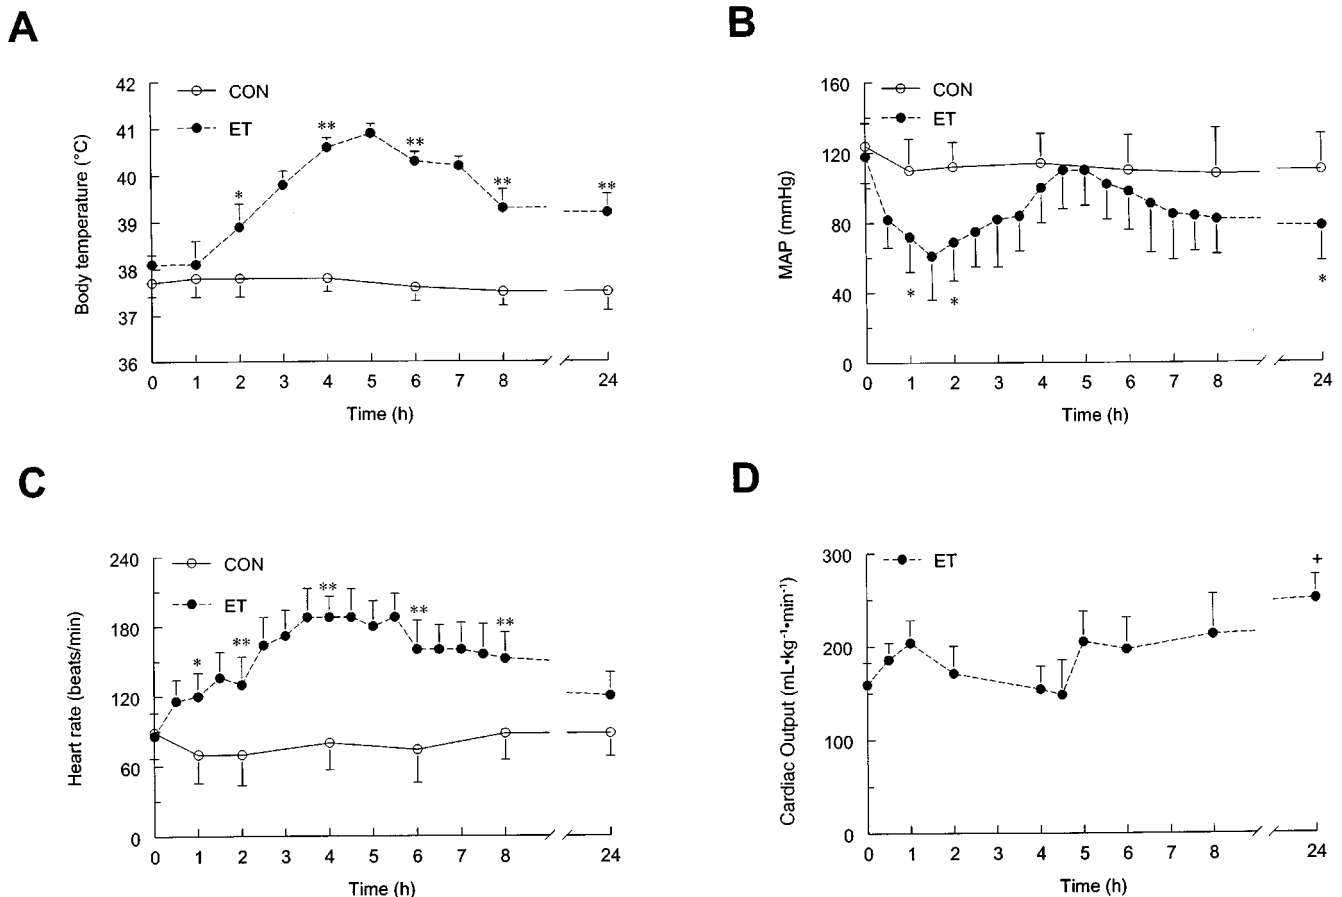 A
42
41
40
39
38
37
36
CON
ET
*
**
**
**
**
Body temperature (°C)
0 1 2 3 4 5 6 7 8 24
Time (h)
B
160
120
80
40
0
CON
ET
*
*
*
MAP (mmHg)
0 1 2 3 4 5 6 7 8 24
Time (h)
C
240
180
120
60
0
CON
ET
*
**
**
**
**
Heart rate (beats/min)
0 1 2 3 4 5 6 7 8 24
Time (h)
D
300
200
100
0
ET
+
Cardiac Output (mL•kg⁻¹•min⁻¹)
0 1 2 3 4 5 6 7 8 24
Time (h)